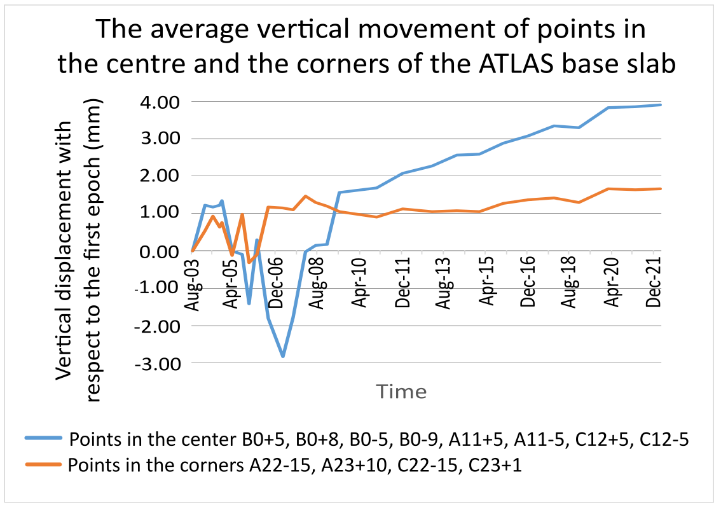 The average vertical movement of points in
the centre and the corners of the ATLAS base slab
Vertical displacement with
respect to the first epoch (mm)
4.00
3.00
2.00
1.00
0.00
-1.00
-2.00
-3.00
Aug-03
Apr-05
Dec-06
Aug-08
Apr-10
Dec-11
Aug-13
Apr-15
Dec-16
Aug-18
Apr-20
Dec-21
Time
Points in the center B0+5, B0+8, B0-5, B0-9, A11+5, A11-5, C12+5, C12-5
Points in the corners A22-15, A23+10, C22-15, C23+1